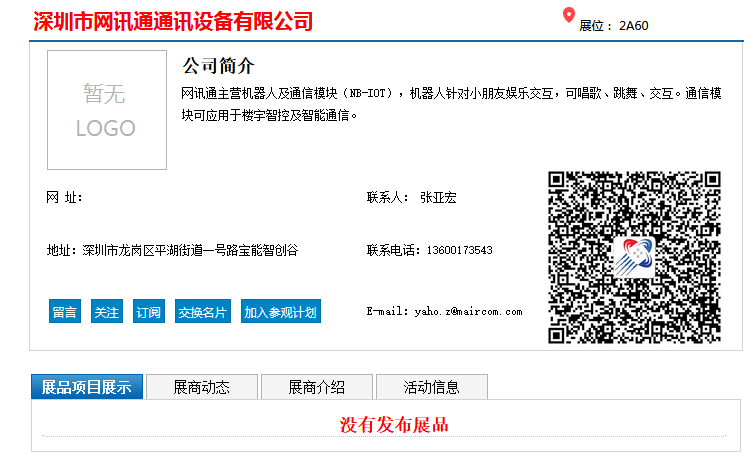 深圳市网讯通通讯设备有限公司
展位： 2A60
暂无
LOGO
公司简介
网讯通主营机器人及通信模块（NB-IOT），机器人针对小朋友娱乐交互，可唱歌、跳舞、交互。通信模
块可应用于楼宇智控及智能通信。
网 址：
联系人： 张亚宏
地址：深圳市龙岗区平湖街道一号路宝能智创谷
联系电话：13600173543
留言 关注 订阅 交换名片 加入参观计划
E-mail：yaho.z@maircom.com
展品项目展示 展商动态 展商介绍 活动信息
没有发布展品